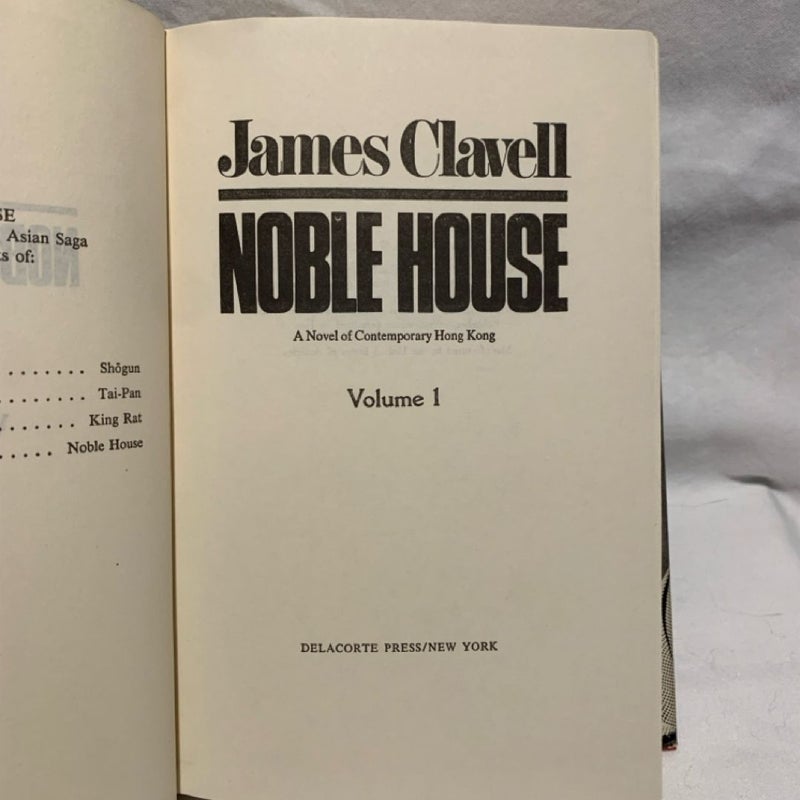 SE
Asian Saga
s of:
. . . . . . . Shōgun
. . . . . . . . Tai-Pan
. . . . . . King Rat
. . . . . Noble House
James Clavell
NOBLE HOUSE
A Novel of Contemporary Hong Kong
Volume 1
DELACORTE PRESS/NEW YORK